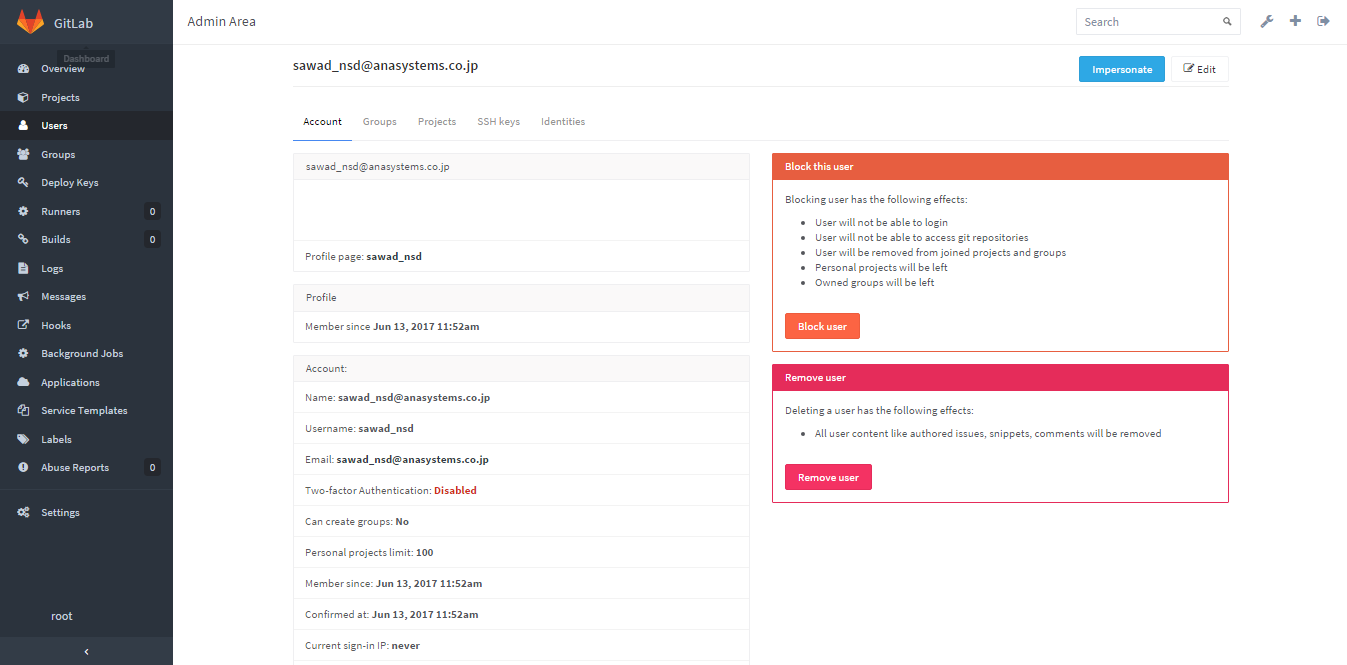 GitLab
Admin Area
Search
Dashboard
Overview
Projects
Users
Groups
Deploy Keys
Runners 0
Builds 0
Logs
Messages
Hooks
Background Jobs
Applications
Service Templates
Labels
Abuse Reports 0
Settings
root
sawad_nsd@anasystems.co.jp
Impersonate
Edit
Account Groups Projects SSH keys Identities
sawad_nsd@anasystems.co.jp
Profile page: sawad_nsd
Profile
Member since Jun 13, 2017 11:52am
Account:
Name: sawad_nsd@anasystems.co.jp
Username: sawad_nsd
Email: sawad_nsd@anasystems.co.jp
Two-factor Authentication: Disabled
Can create groups: No
Personal projects limit: 100
Member since: Jun 13, 2017 11:52am
Confirmed at: Jun 13, 2017 11:52am
Current sign-in IP: never
Block this user
Blocking user has the following effects:
• User will not be able to login
• User will not be able to access git repositories
• User will be removed from joined projects and groups
• Personal projects will be left
• Owned groups will be left
Block user
Remove user
Deleting a user has the following effects:
• All user content like authored issues, snippets, comments will be removed
Remove user